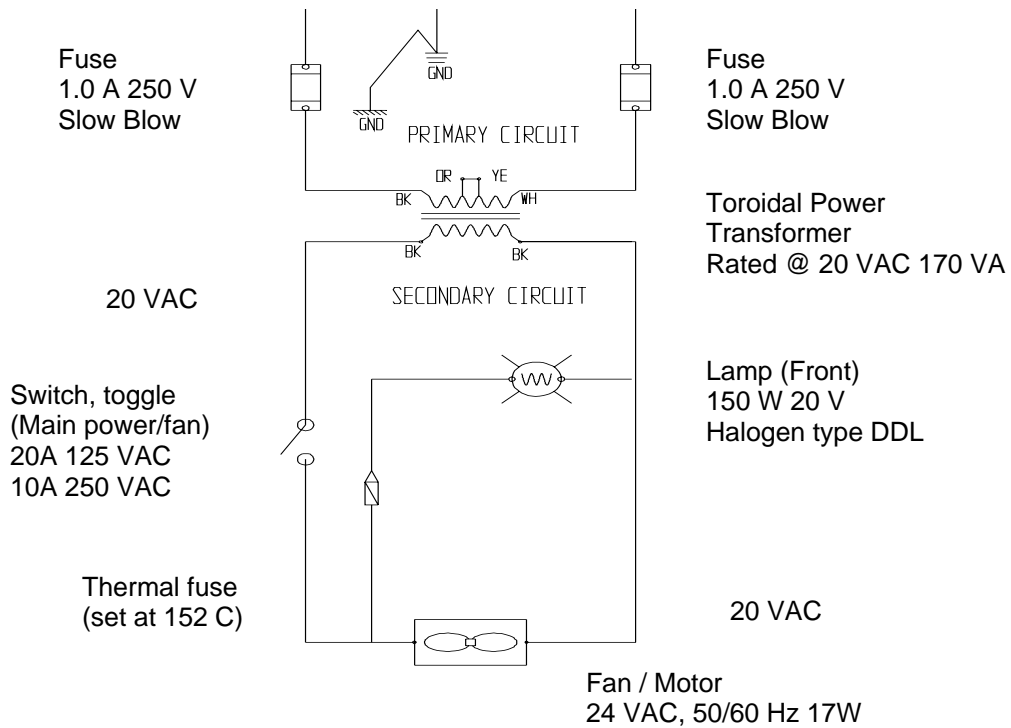 Fuse
1.0 A 250 V
Slow Blow
GND
GND
Fuse
1.0 A 250 V
Slow Blow
PRIMARY CIRCUIT
OR YE
BK WH
BK BK
Toroidal Power
Transformer
Rated @ 20 VAC 170 VA
20 VAC
SECONDARY CIRCUIT
Switch, toggle
(Main power/fan)
20A 125 VAC
10A 250 VAC
Lamp (Front)
150 W 20 V
Halogen type DDL
Thermal fuse
(set at 152 C)
20 VAC
Fan / Motor
24 VAC, 50/60 Hz 17W